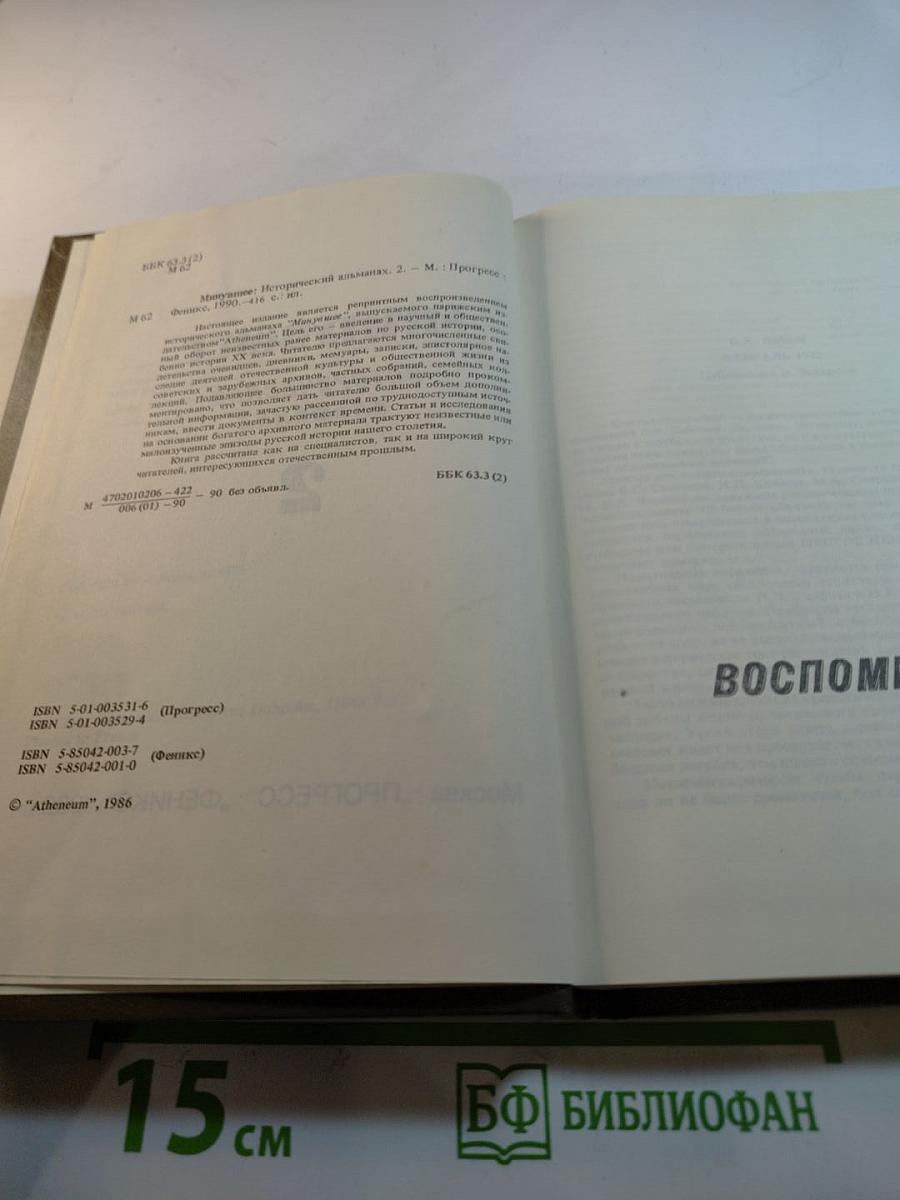 ББК 63.3 (2)
М 62
Минувшее: Исторический альманах. 2. – М. : Прогресс :
М 62 Феникс, 1990.–416 с.: ил.
Настоящее издание является репринтным воспроизведением
исторического альманаха "Минувшее", выпускаемого парижским из-
дательством "Atheneum". Цель его – введение в научный и обществен-
ный оборот неизвестных ранее материалов по русской истории, осо-
бенно истории XX века. Читателю предлагаются многочисленные сви-
детельства очевидцев, дневники, мемуары, записки, эпистолярное на-
следие деятелей отечественной культуры и общественной жизни из
советских и зарубежных архивов, частных собраний, семейных кол-
лекций. Подавляющее большинство материалов подробно проком-
ментировано, что позволяет дать читателю большой объем дополни-
тельной информации, зачастую рассеянной по труднодоступным источ-
никам, ввести документы в контекст времени. Статьи и исследования
на основании богатого архивного материала трактуют неизвестные или
малоизученные эпизоды русской истории нашего столетия.
Книга рассчитана как на специалистов, так и на широкий круг
читателей, интересующихся отечественным прошлым.
М 4702010206 – 422 / 006 (01) – 90 – 90 без объявл.
ББК 63.3 (2)
ISBN 5-01-003531-6 (Прогресс)
ISBN 5-01-003529-4
ISBN 5-85042-003-7 (Феникс)
ISBN 5-85042-001-0
© "Atheneum", 1986
ВОСПОМИ
15 см
БФ БИБЛИОФАН